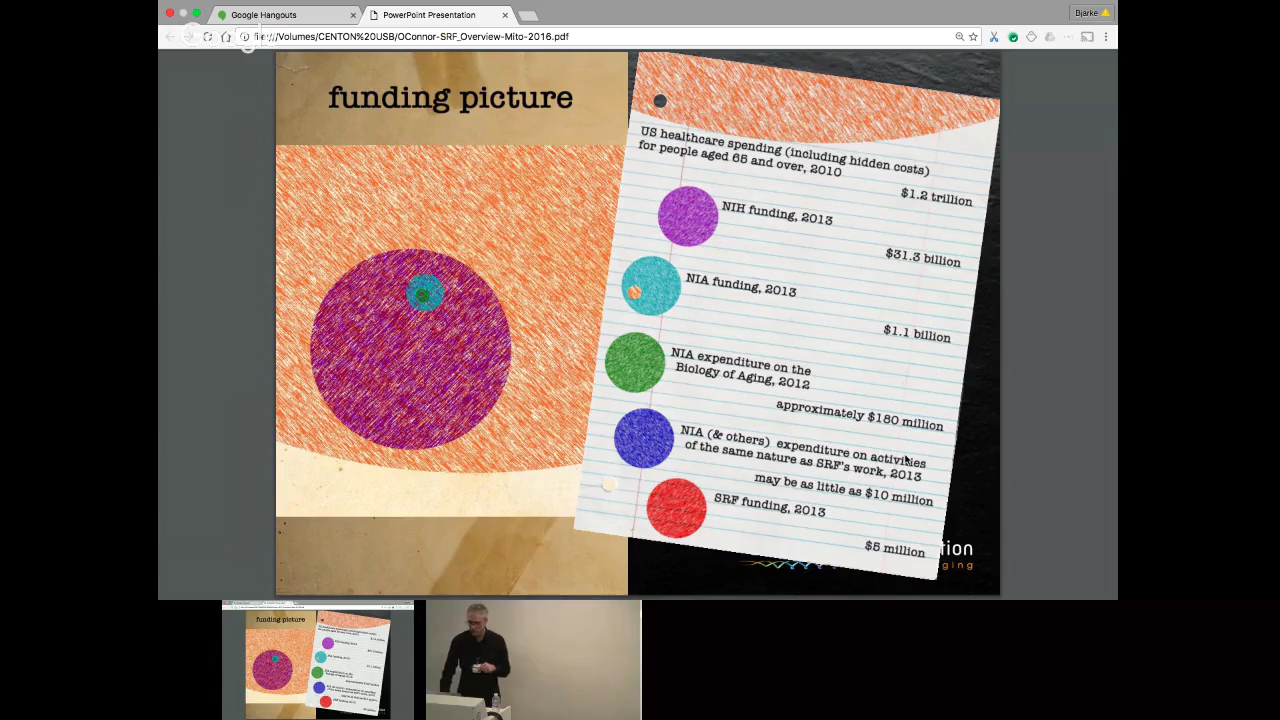 Google Hangouts
PowerPoint Presentation
Bjarke
/Volumes/CENTON%20USB/OConnor-SRF_Overview-Mito-2016.pdf
funding picture
US healthcare spending (including hidden costs)
for people aged 65 and over, 2010
$1.2 trillion
NIH funding, 2013
$31.3 billion
NIA funding, 2013
$1.1 billion
NIA expenditure on the
Biology of Aging, 2012
approximately $180 million
NIA (& others) expenditure on activities
of the same nature as SRF's work, 2013
may be as little as $10 million
SRF funding, 2013
$5 million
funding picture